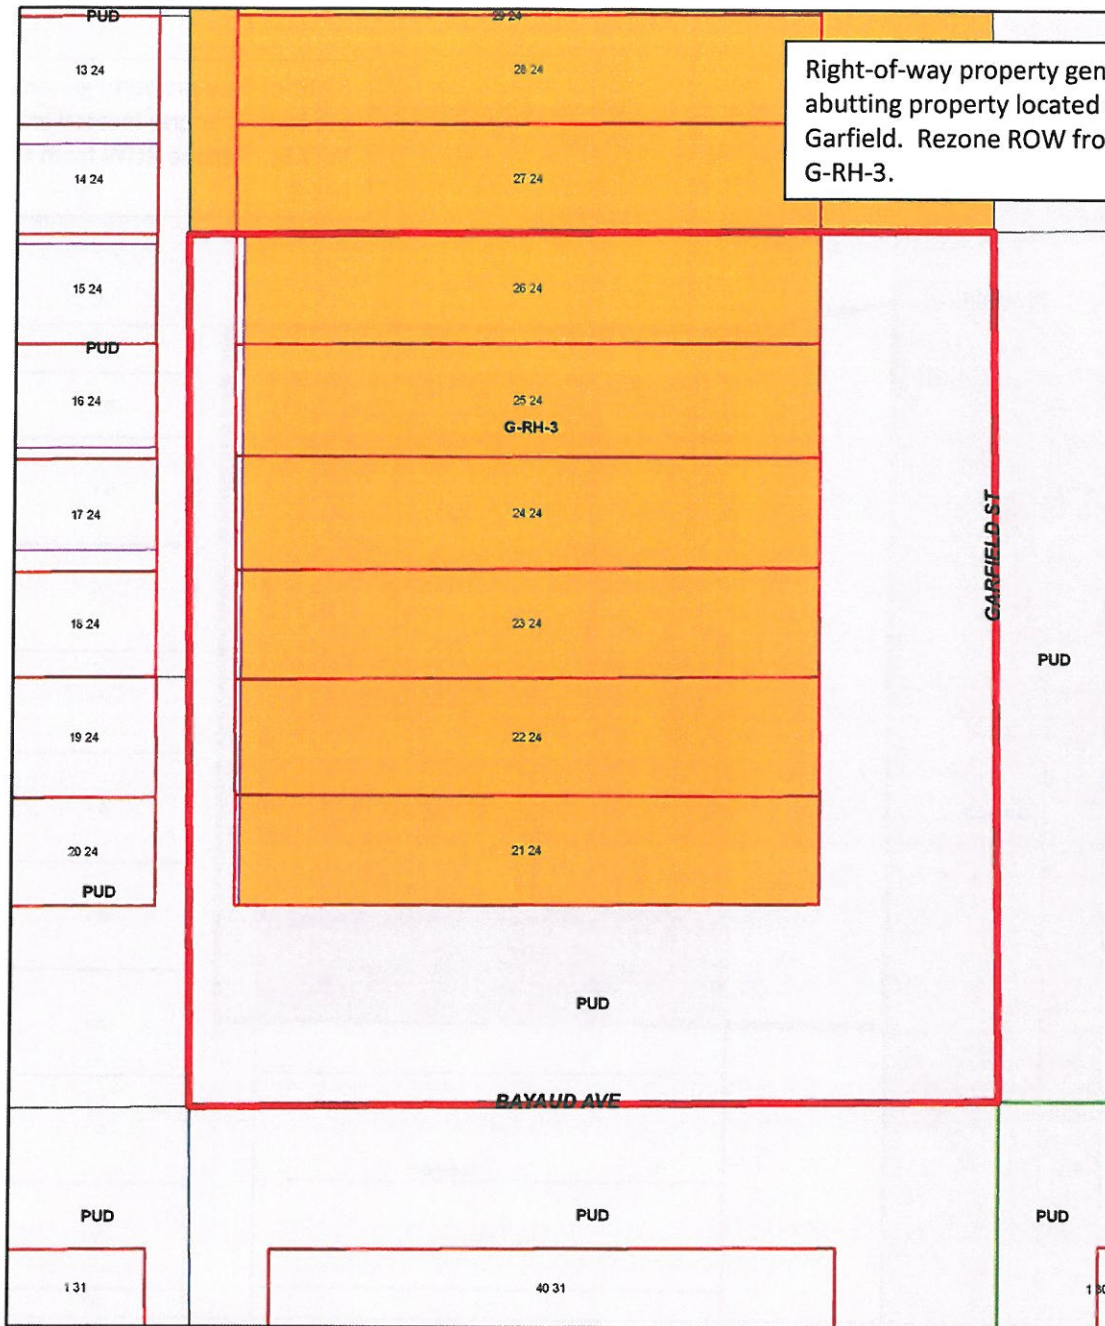 PUD
29 24
13 24
28 24
Right-of-way property gen
abutting property located
Garfield. Rezone ROW fro
G-RH-3.
14 24
27 24
15 24
26 24
PUD
16 24
25 24
G-RH-3
17 24
24 24
GARFIELD ST
18 24
23 24
PUD
19 24
22 24
20 24
21 24
PUD
PUD
BAYAUD AVE
PUD
PUD
PUD
1 31
40 31